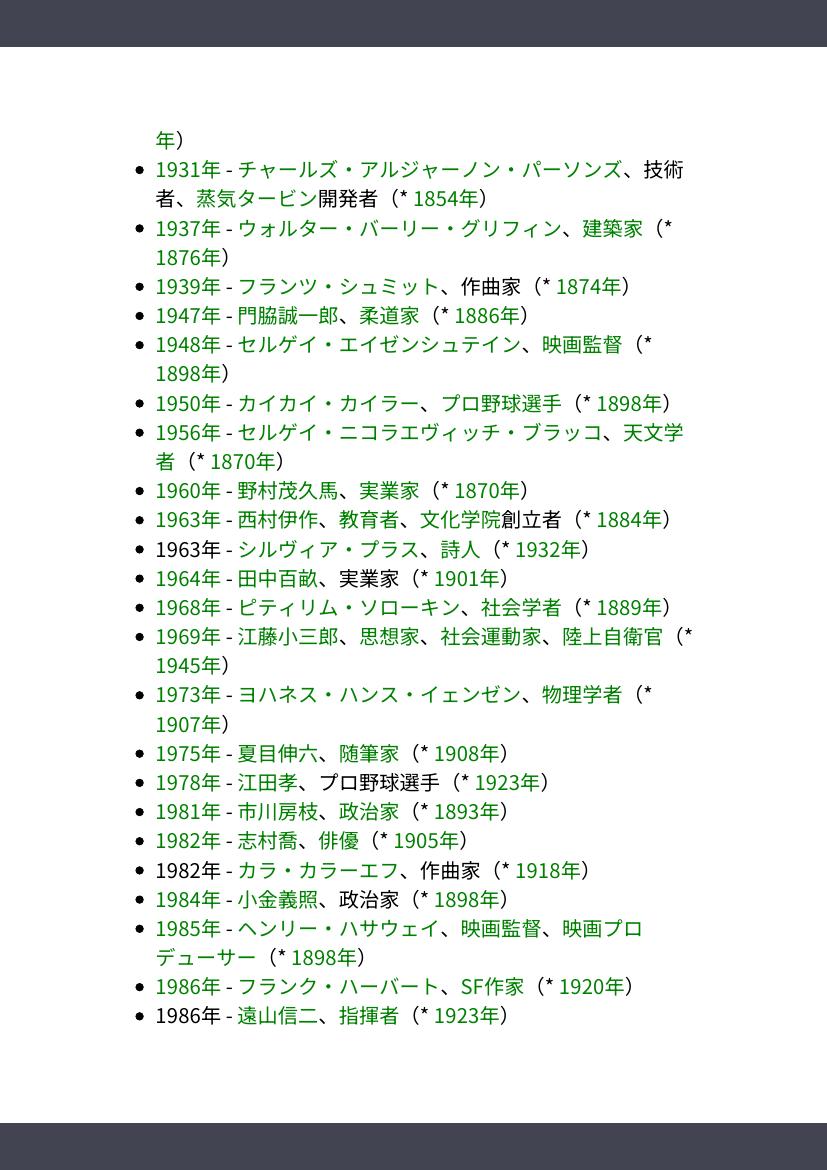 年）
1931年 - チャールズ・アルジャーノン・パーソンズ、技術
者、蒸気タービン開発者（* 1854年）
1937年 - ウォルター・バーリー・グリフィン、建築家（*
1876年）
1939年 - フランツ・シュミット、作曲家（* 1874年）
1947年 - 門脇誠一郎、柔道家（* 1886年）
1948年 - セルゲイ・エイゼンシュテイン、映画監督（*
1898年）
1950年 - カイカイ・カイラー、プロ野球選手（* 1898年）
1956年 - セルゲイ・ニコラエヴィッチ・ブラッコ、天文学
者（* 1870年）
1960年 - 野村茂久馬、実業家（* 1870年）
1963年 - 西村伊作、教育者、文化学院創立者（* 1884年）
1963年 - シルヴィア・プラス、詩人（* 1932年）
1964年 - 田中百畝、実業家（* 1901年）
1968年 - ピティリム・ソローキン、社会学者（* 1889年）
1969年 - 江藤小三郎、思想家、社会運動家、陸上自衛官（*
1945年）
1973年 - ヨハネス・ハンス・イェンゼン、物理学者（*
1907年）
1975年 - 夏目伸六、随筆家（* 1908年）
1978年 - 江田孝、プロ野球選手（* 1923年）
1981年 - 市川房枝、政治家（* 1893年）
1982年 - 志村喬、俳優（* 1905年）
1982年 - カラ・カラーエフ、作曲家（* 1918年）
1984年 - 小金義照、政治家（* 1898年）
1985年 - ヘンリー・ハサウェイ、映画監督、映画プロ
デューサー（* 1898年）
1986年 - フランク・ハーバート、SF作家（* 1920年）
1986年 - 遠山信二、指揮者（* 1923年）